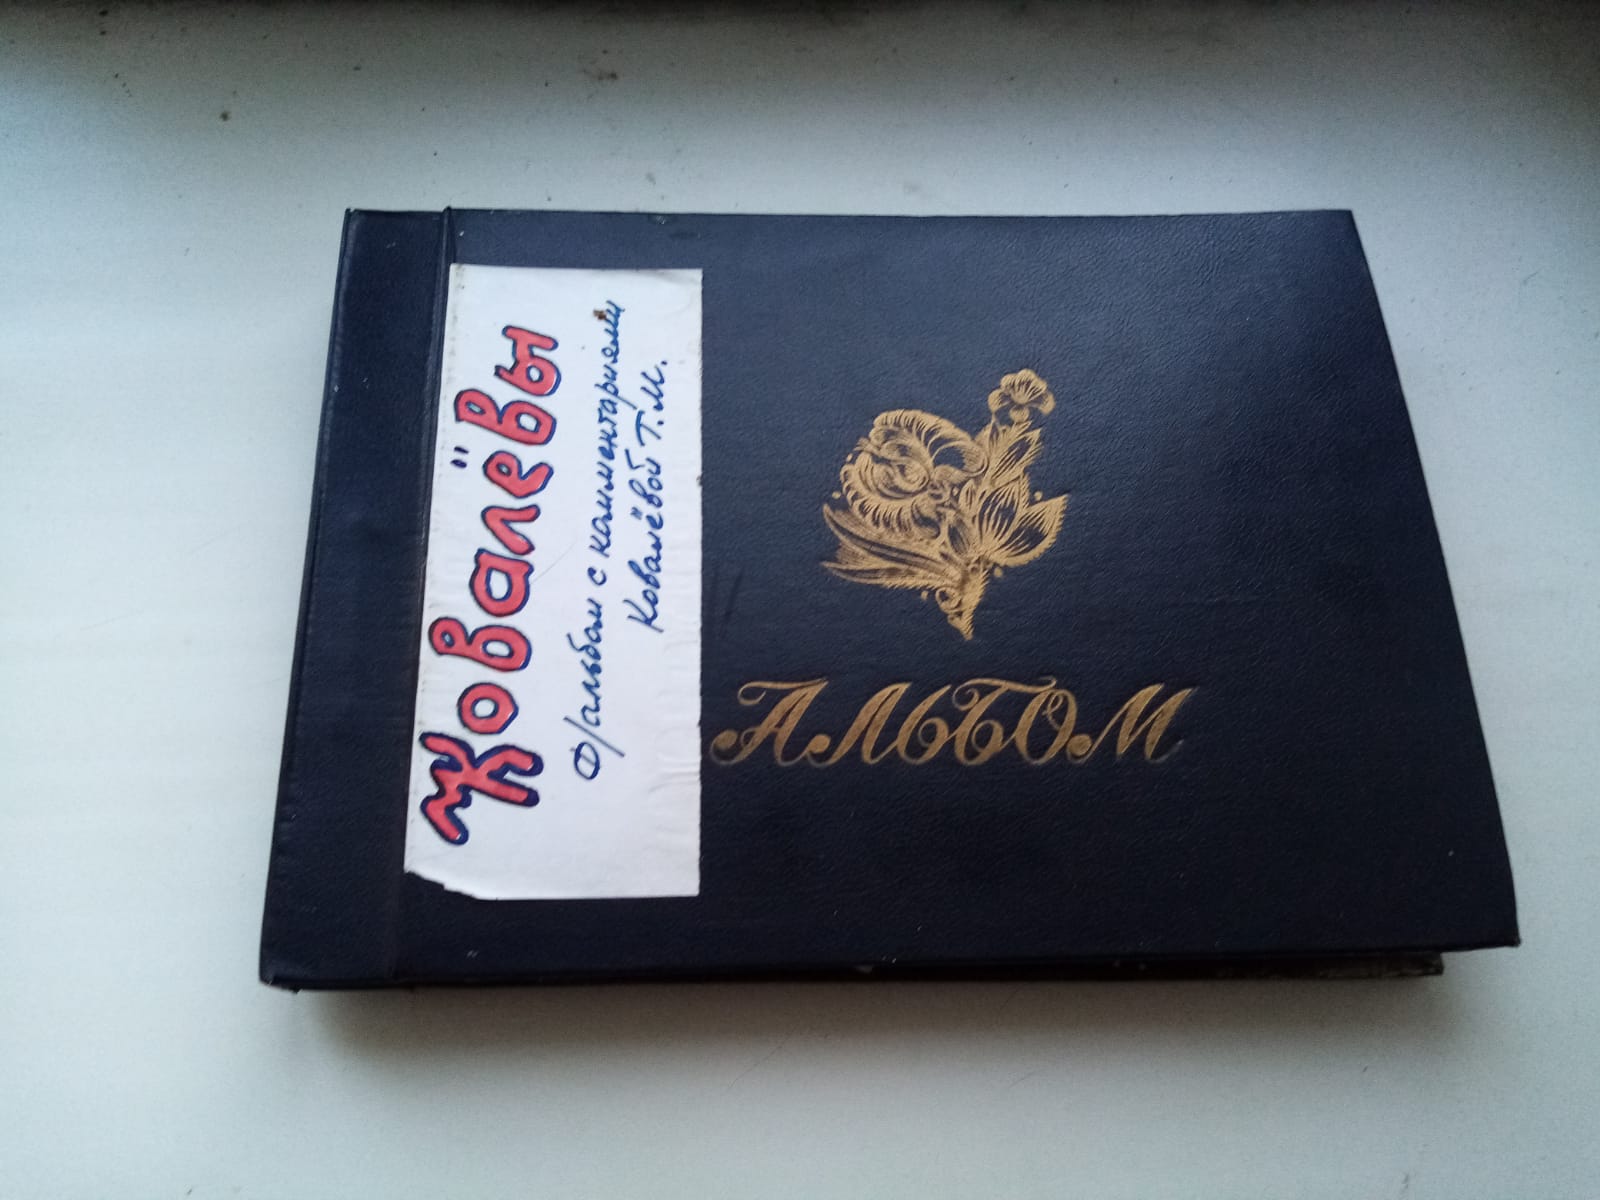 Ковалёвы
Ф/альбом с комментариями
Ковалёвой Т.М.
АЛЬБОМ